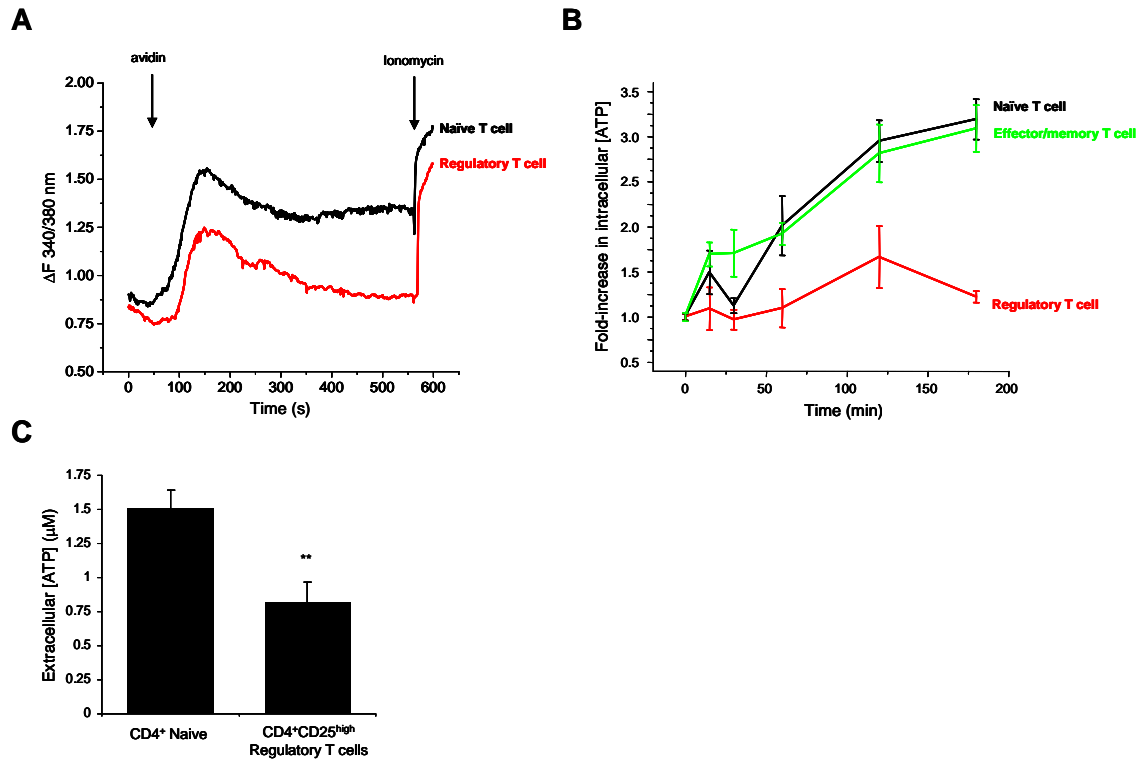 A
avidin
Ionomycin
2.00
1.75
1.50
1.25
1.00
0.75
0.50
ΔF 340/380 nm
Naïve T cell
Regulatory T cell
0 100 200 300 400 500 600
Time (s)
B
3.5
3.0
2.5
2.0
1.5
1.0
0.5
Fold-increase in intracellular [ATP]
Naïve T cell
Effector/memory T cell
Regulatory T cell
0 50 100 150 200
Time (min)
C
1.75
1.5
1.25
1
0.75
0.5
0.25
0
Extracellular [ATP] (µM)
**
CD4⁺ Naive
CD4⁺CD25ʰⁱᵍʰ
Regulatory T cells